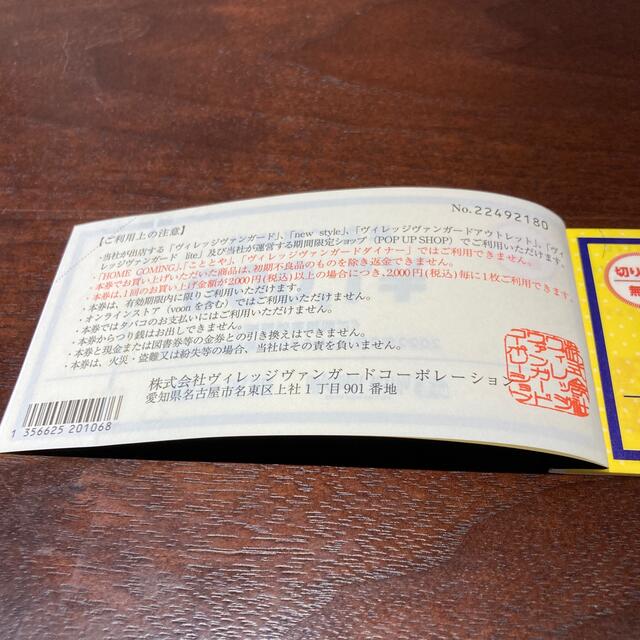 No.22492180
【ご利用上の注意】
・当社が出店する「ヴィレッジヴァンガード」、「new style」、「ヴィレッジヴァンガードアウトレット」、「ヴィ
レッジヴァンガード lite」及び当社が運営する期間限定ショップ（POP UP SHOP）でご利用いただけます。
・「HOME COMING」、「こととや」、「ヴィレッジヴァンガードダイナー」ではご利用できません。
・本券でお買い上げいただいた商品は、初期不良品のものを除き返金できません。
・本券は、1回のお買い上げ金額が2,000円(税込)以上の場合につき、2,000円(税込)毎に1枚ご利用できます。
・本券は、有効期限内に限りご利用いただけます。
・オンラインストア（voonを含む）ではご利用いただけません。
・本券ではタバコのお支払いにはご利用いただけません。
・本券からつり銭はお出しできません。
・本券と現金または図書券等の金券との引き換えはできません。
・本券は、火災・盗難又は紛失等の場合、当社はその責を負いません。
株式会社ヴィレッジヴァンガードコーポレーション
愛知県名古屋市名東区上社1丁目901番地
1 356625 201068
切り
無